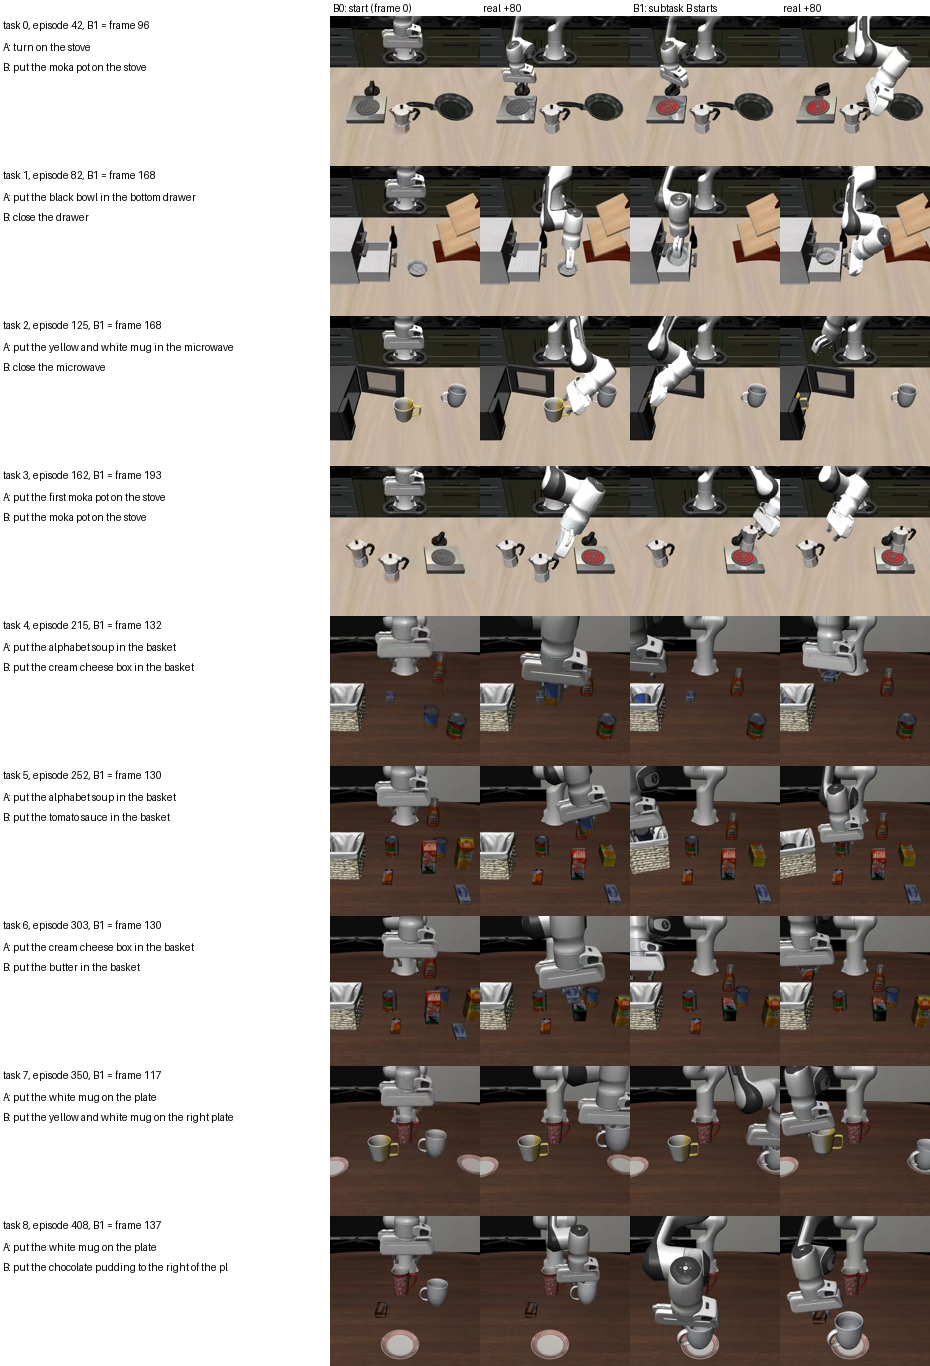 B0: start (frame 0) real +80 B1: subtask B starts real +80
task 0, episode 42, B1 = frame 96
A: turn on the stove
B: put the moka pot on the stove
task 1, episode 82, B1 = frame 168
A: put the black bowl in the bottom drawer
B: close the drawer
task 2, episode 125, B1 = frame 168
A: put the yellow and white mug in the microwave
B: close the microwave
task 3, episode 162, B1 = frame 193
A: put the first moka pot on the stove
B: put the moka pot on the stove
task 4, episode 215, B1 = frame 132
A: put the alphabet soup in the basket
B: put the cream cheese box in the basket
task 5, episode 252, B1 = frame 130
A: put the alphabet soup in the basket
B: put the tomato sauce in the basket
task 6, episode 303, B1 = frame 130
A: put the cream cheese box in the basket
B: put the butter in the basket
task 7, episode 350, B1 = frame 117
A: put the white mug on the plate
B: put the yellow and white mug on the right plate
task 8, episode 408, B1 = frame 137
A: put the white mug on the plate
B: put the chocolate pudding to the right of the pl